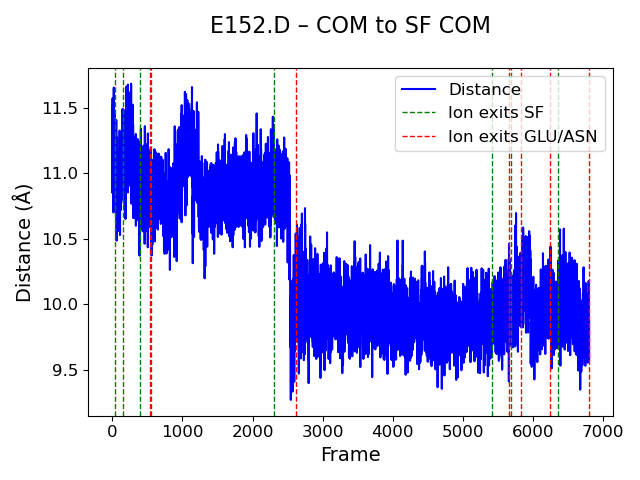 E152.D – COM to SF COM
Distance (Å)
11.5
11.0
10.5
10.0
9.5
Distance
Ion exits SF
Ion exits GLU/ASN
0 1000 2000 3000 4000 5000 6000 7000
Frame